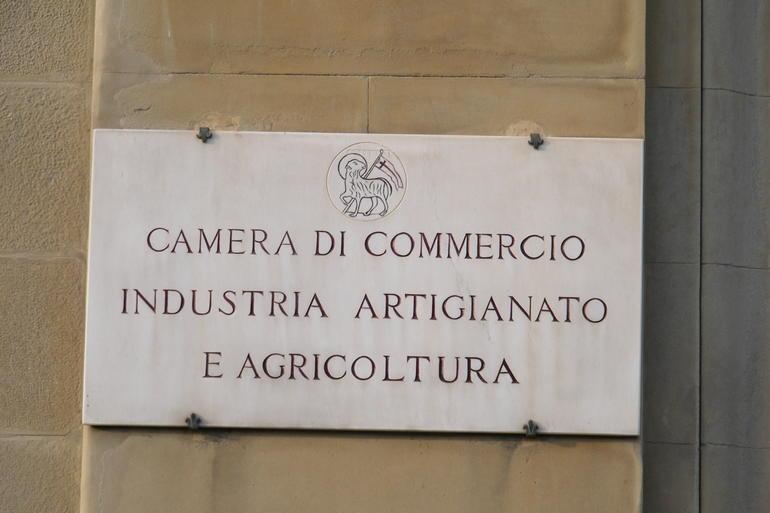 CAMERA DI COMMERCIO
INDUSTRIA ARTIGIANATO
E AGRICOLTURA